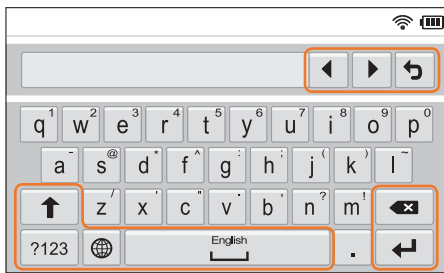 q 1 w 2 e 3 r 4 t 5 y 6 u 7 i 8 o 9 p 0
a - s @ d * f ^ g : h ; j ( k ) l ~
z / x ' c " v . b , n ? m !
?123 English .